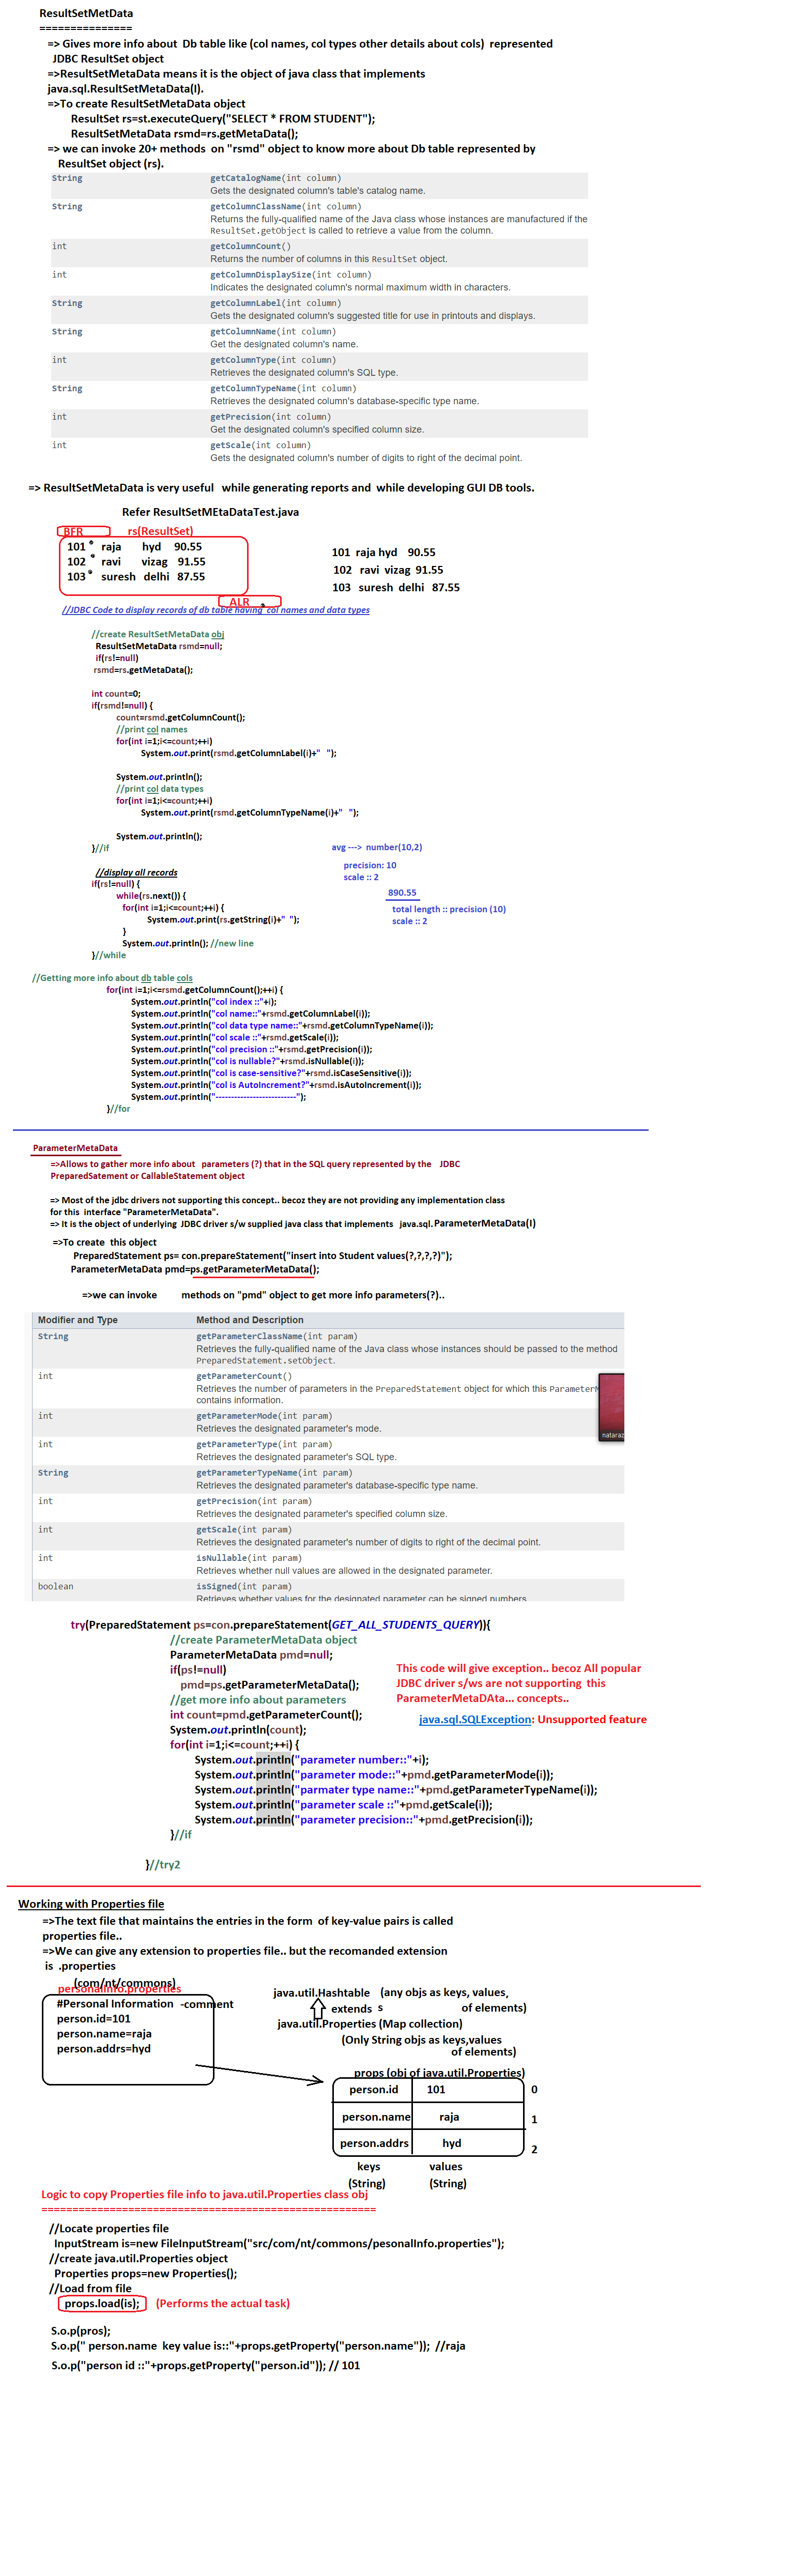 ResultSetMetData
===============
=> Gives more info about Db table like (col names, col types other details about cols) represented
JDBC ResultSet object
=>ResultSetMetaData means it is the object of java class that implements
java.sql.ResultSetMetaData(I).
=>To create ResultSetMetaData object
ResultSet rs=st.executeQuery("SELECT * FROM STUDENT");
ResultSetMetaData rsmd=rs.getMetaData();
=> we can invoke 20+ methods on "rsmd" object to know more about Db table represented by
ResultSet object (rs).
String getCatalogName(int column)
Gets the designated column's table's catalog name.
String getColumnClassName(int column)
Returns the fully-qualified name of the Java class whose instances are manufactured if the
ResultSet.getObject is called to retrieve a value from the column.
int getColumnCount()
Returns the number of columns in this ResultSet object.
int getColumnDisplaySize(int column)
Indicates the designated column's normal maximum width in characters.
String getColumnLabel(int column)
Gets the designated column's suggested title for use in printouts and displays.
String getColumnName(int column)
Get the designated column's name.
int getColumnType(int column)
Retrieves the designated column's SQL type.
String getColumnTypeName(int column)
Retrieves the designated column's database-specific type name.
int getPrecision(int column)
Get the designated column's specified column size.
int getScale(int column)
Gets the designated column's number of digits to right of the decimal point.
=> ResultSetMetaData is very useful while generating reports and while developing GUI DB tools.
Refer ResultSetMEtaDataTest.java
BFR rs(ResultSet)
101 raja hyd 90.55
102 ravi vizag 91.55
103 suresh delhi 87.55
ALR
101 raja hyd 90.55
102 ravi vizag 91.55
103 suresh delhi 87.55
//JDBC Code to display records of db table having col names and data types
//create ResultSetMetaData obj
ResultSetMetaData rsmd=null;
if(rs!=null)
rsmd=rs.getMetaData();
int count=0;
if(rsmd!=null) {
count=rsmd.getColumnCount();
//print col names
for(int i=1;i<=count;++i)
System.out.print(rsmd.getColumnLabel(i)+" ");
System.out.println();
//print col data types
for(int i=1;i<=count;++i)
System.out.print(rsmd.getColumnTypeName(i)+" ");
System.out.println();
}//if
avg ---> number(10,2)
precision: 10
scale :: 2
890.55
total length :: precision (10)
scale :: 2
//display all records
if(rs!=null) {
while(rs.next()) {
for(int i=1;i<=count;++i) {
System.out.print(rs.getString(i)+" ");
}
System.out.println(); //new line
}//while
//Getting more info about db table cols
for(int i=1;i<=rsmd.getColumnCount();++i) {
System.out.println("col index ::"+i);
System.out.println("col name::"+rsmd.getColumnLabel(i));
System.out.println("col data type name::"+rsmd.getColumnTypeName(i));
System.out.println("col scale ::"+rsmd.getScale(i));
System.out.println("col precision ::"+rsmd.getPrecision(i));
System.out.println("col is nullable?"+rsmd.isNullable(i));
System.out.println("col is case-sensitive?"+rsmd.isCaseSensitive(i));
System.out.println("col is AutoIncrement?"+rsmd.isAutoIncrement(i));
System.out.println("--------------------------");
}//for
ParameterMetaData
=>Allows to gather more info about parameters (?) that in the SQL query represented by the JDBC
PreparedSatement or CallableStatement object
=> Most of the jdbc drivers not supporting this concept.. becoz they are not providing any implementation class
for this interface "ParameterMetaData".
=> It is the object of underlying JDBC driver s/w supplied java class that implements java.sql.ParameterMetaData(I)
=>To create this object
PreparedStatement ps= con.prepareStatement("insert into Student values(?,?,?,?)");
ParameterMetaData pmd=ps.getParameterMetaData();
=>we can invoke methods on "pmd" object to get more info parameters(?)..
Modifier and Type Method and Description
String getParameterClassName(int param)
Retrieves the fully-qualified name of the Java class whose instances should be passed to the method
PreparedStatement.setObject.
int getParameterCount()
Retrieves the number of parameters in the PreparedStatement object for which this ParameterM
contains information.
nataraz
int getParameterMode(int param)
Retrieves the designated parameter's mode.
int getParameterType(int param)
Retrieves the designated parameter's SQL type.
String getParameterTypeName(int param)
Retrieves the designated parameter's database-specific type name.
int getPrecision(int param)
Retrieves the designated parameter's specified column size.
int getScale(int param)
Retrieves the designated parameter's number of digits to right of the decimal point.
int isNullable(int param)
Retrieves whether null values are allowed in the designated parameter.
boolean isSigned(int param)
Retrieves whether values for the designated parameter can be signed numbers
try(PreparedStatement ps=con.prepareStatement(GET_ALL_STUDENTS_QUERY)){
//create ParameterMetaData object
ParameterMetaData pmd=null;
if(ps!=null)
pmd=ps.getParameterMetaData();
//get more info about parameters
int count=pmd.getParameterCount();
System.out.println(count);
for(int i=1;i<=count;++i) {
System.out.println("parameter number::"+i);
System.out.println("parameter mode::"+pmd.getParameterMode(i));
System.out.println("parmater type name::"+pmd.getParameterTypeName(i));
System.out.println("parameter scale ::"+pmd.getScale(i));
System.out.println("parameter precision::"+pmd.getPrecision(i));
}//if
}//try2
This code will give exception.. becoz All popular
JDBC driver s/ws are not supporting this
ParameterMetaDAta... concepts..
java.sql.SQLException: Unsupported feature
Working with Properties file
=>The text file that maintains the entries in the form of key-value pairs is called
properties file..
=>We can give any extension to properties file.. but the recomanded extension
is .properties
(com/nt/commons)
personalinfo.properties
#Personal Information -comment
person.id=101
person.name=raja
person.addrs=hyd
java.util.Hashtable (any objs as keys, values,
extends s of elements)
java.util.Properties (Map collection)
(Only String objs as keys,values
of elements)
props (obj of java.util.Properties)
person.id 101 0
person.name raja 1
person.addrs hyd 2
keys values
(String) (String)
Logic to copy Properties file info to java.util.Properties class obj
======================================================
//Locate properties file
InputStream is=new FileInputStream("src/com/nt/commons/pesonalInfo.properties");
//create java.util.Properties object
Properties props=new Properties();
//Load from file
props.load(is); (Performs the actual task)
S.o.p(pros);
S.o.p(" person.name key value is::"+props.getProperty("person.name")); //raja
S.o.p("person id ::"+props.getProperty("person.id")); // 101